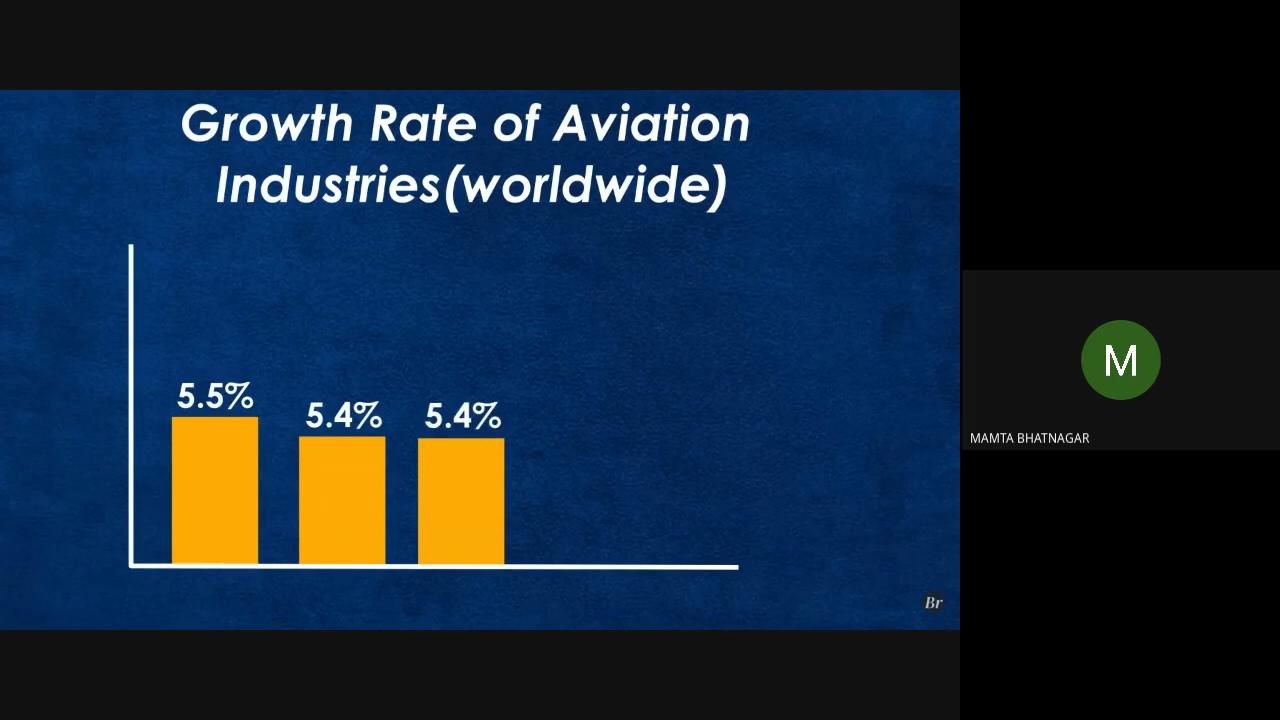 Growth Rate of Aviation
Industries(worldwide)
5.5%
5.4%
5.4%
Br
M
MAMTA BHATNAGAR